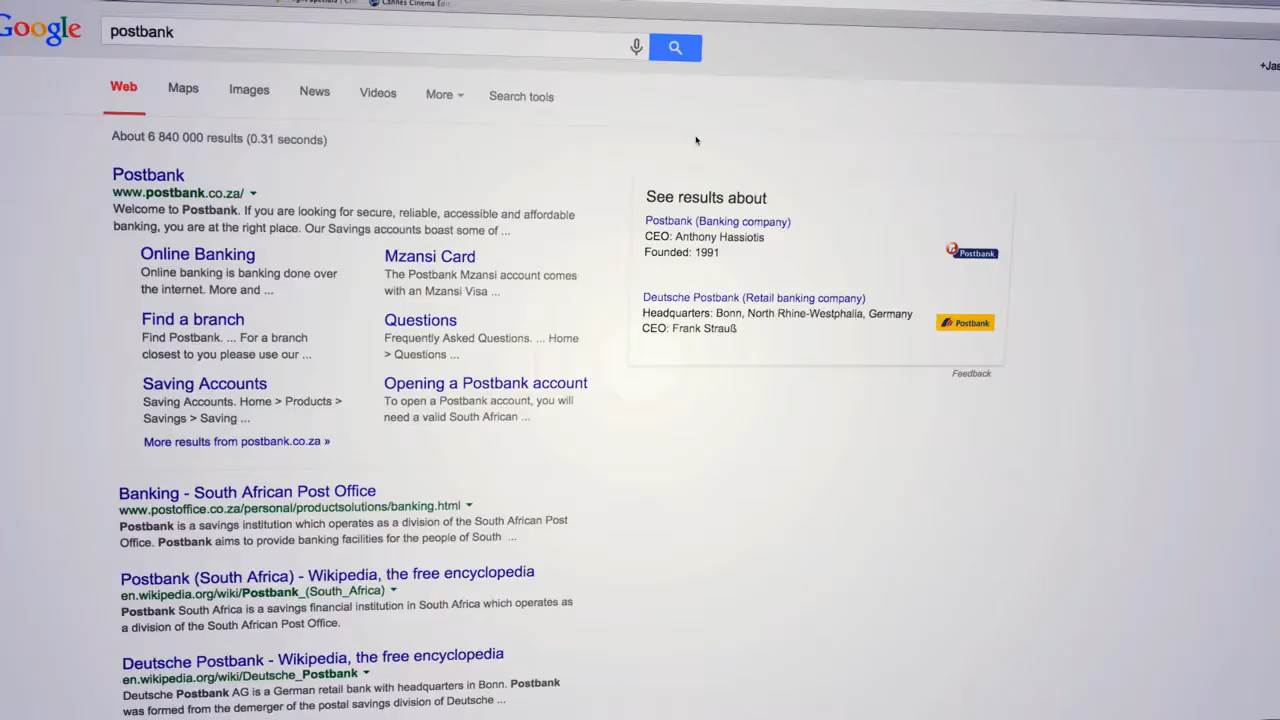 Cannes Cinema
Google
postbank
Web Maps Images News Videos More Search tools
About 6 840 000 results (0.31 seconds)
Postbank
www.postbank.co.za/
Welcome to Postbank. If you are looking for secure, reliable, accessible and affordable
banking, you are at the right place. Our Savings accounts boast some of ...
Online Banking
Online banking is banking done over
the internet. More and ...
Mzansi Card
The Postbank Mzansi account comes
with an Mzansi Visa ...
Find a branch
Find Postbank. ... For a branch
closest to you please use our ...
Questions
Frequently Asked Questions. ... Home
> Questions ...
Saving Accounts
Saving Accounts. Home > Products >
Savings > Saving ...
Opening a Postbank account
To open a Postbank account, you will
need a valid South African ...
More results from postbank.co.za »
Banking - South African Post Office
www.postoffice.co.za/personal/productsolutions/banking.html
Postbank is a savings institution which operates as a division of the South African Post
Office. Postbank aims to provide banking facilities for the people of South ...
Postbank (South Africa) - Wikipedia, the free encyclopedia
en.wikipedia.org/wiki/Postbank_(South_Africa)
Postbank South Africa is a savings financial institution in South Africa which operates as
a division of the South African Post Office.
Deutsche Postbank - Wikipedia, the free encyclopedia
en.wikipedia.org/wiki/Deutsche_Postbank
Deutsche Postbank AG is a German retail bank with headquarters in Bonn. Postbank
was formed from the demerger of the postal savings division of Deutsche ...
+Jas
See results about
Postbank (Banking company)
CEO: Anthony Hassiotis
Founded: 1991
Postbank
Deutsche Postbank (Retail banking company)
Headquarters: Bonn, North Rhine-Westphalia, Germany
CEO: Frank Strauß
Postbank
Feedback